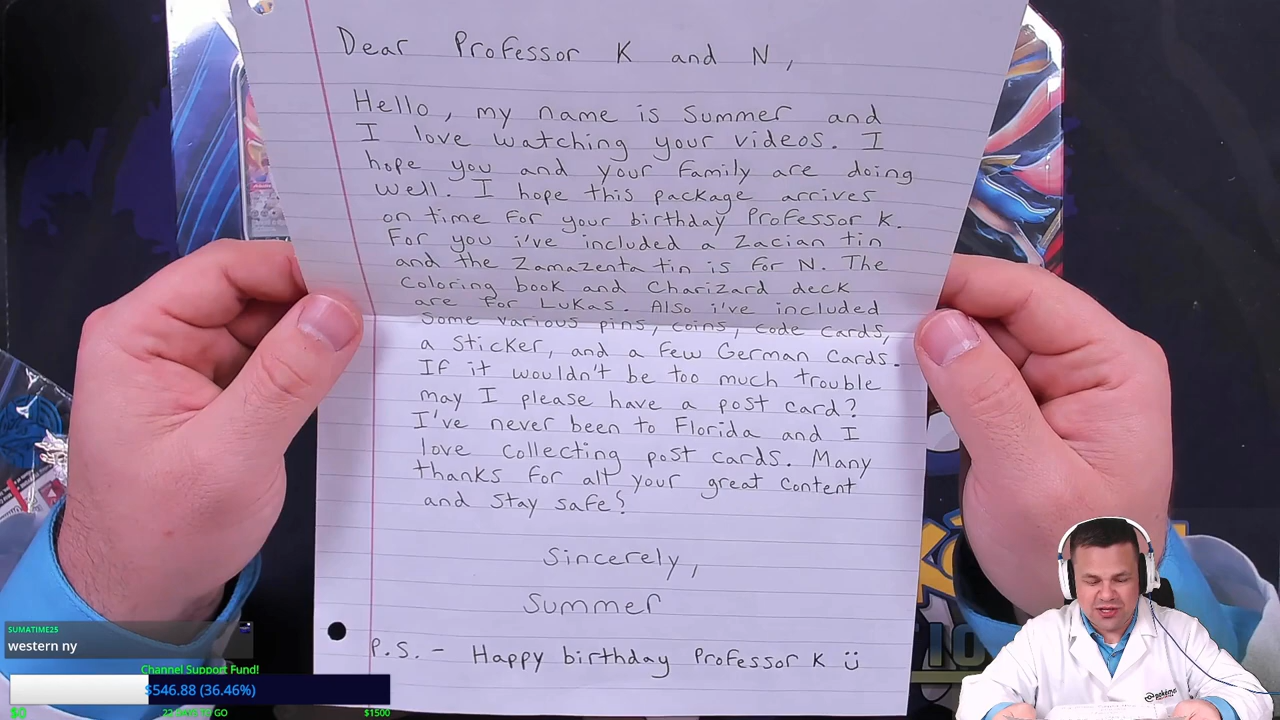 Dear Professor K and N,
Hello, my name is Summer and
I love watching your videos. I
hope you and your family are doing
well. I hope this package arrives
on time for your birthday Professor K.
For you i've included a Zacian tin
and the Zamazenta tin is for N. The
coloring book and Charizard deck
are for Lukas. Also i've included
some various pins, coins, code cards,
a sticker, and a few German cards.
If it wouldn't be too much trouble
may I please have a post card?
I've never been to Florida and I
love collecting post cards. Many
thanks for all your great content
and stay safe!
Sincerely,
Summer
P.S. - Happy birthday Professor K
SUMATIME25
western ny
Channel Support Fund!
$546.88 (36.46%)
$0
22 DAYS TO GO
$1500